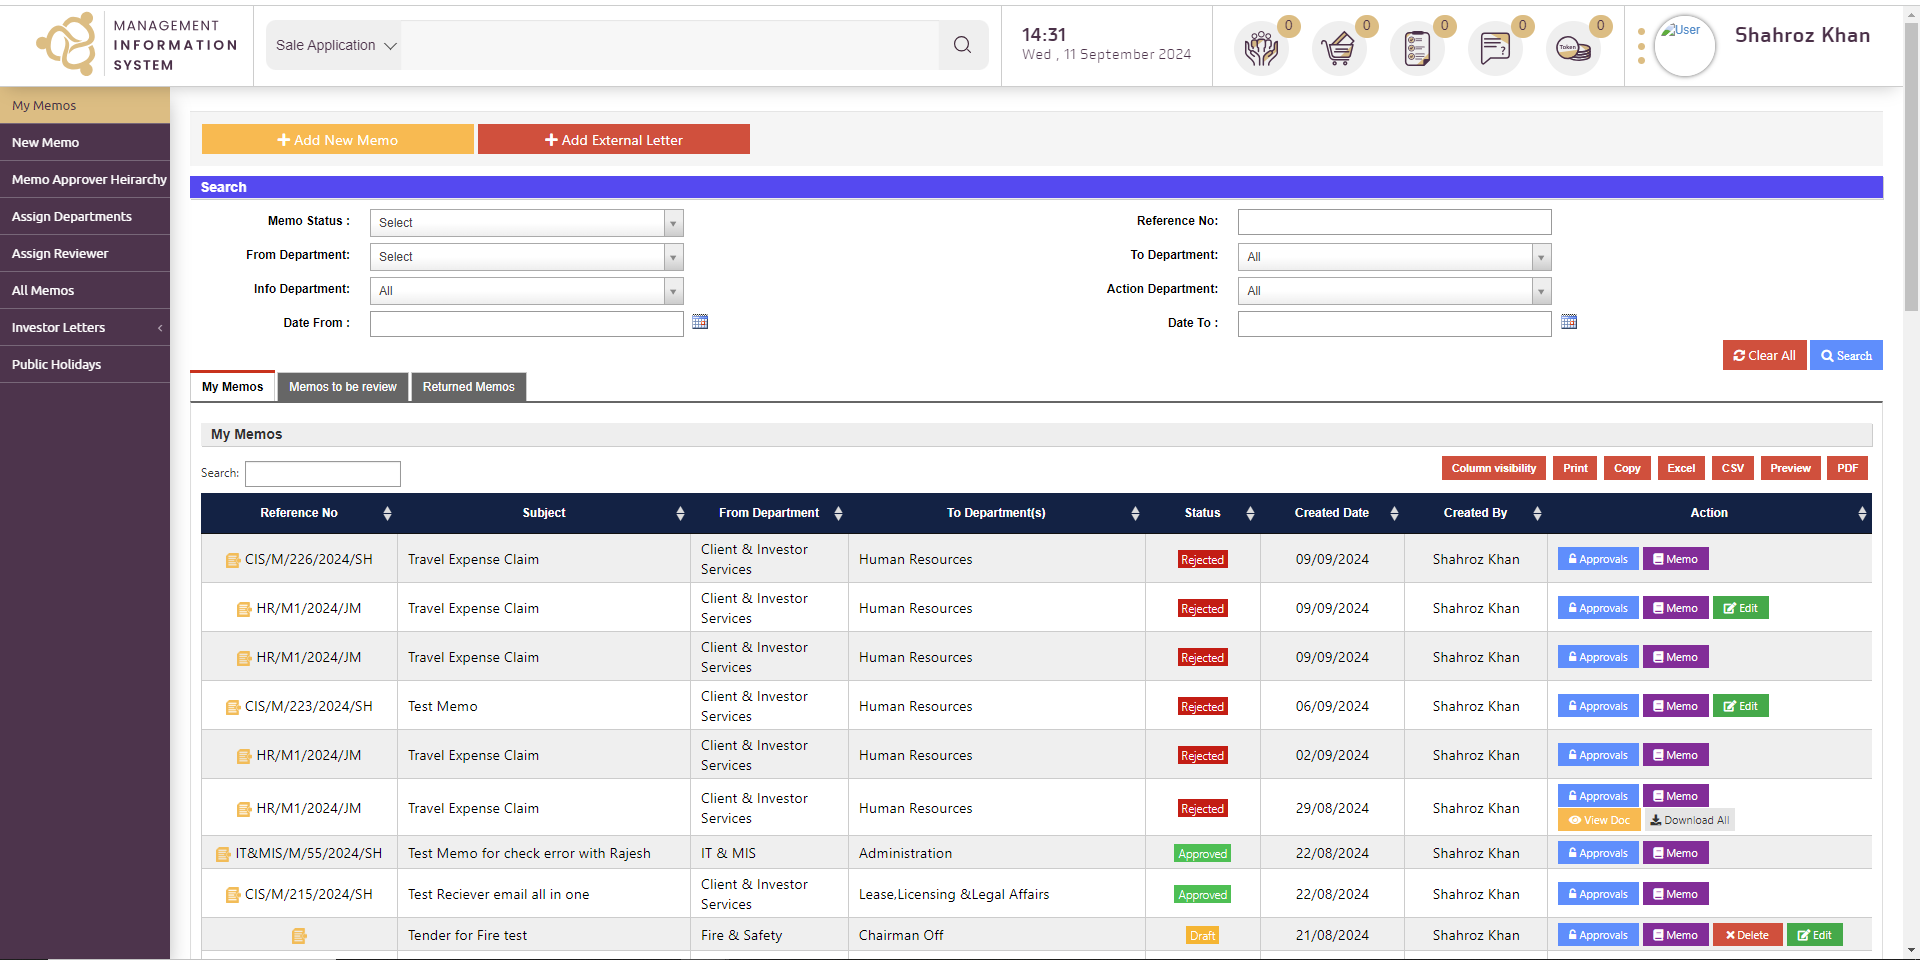 MANAGEMENT
INFORMATION
SYSTEM
Sale Application
14:31
Wed , 11 September 2024
0
0
0
0
Token
0
User
Shahroz Khan
My Memos
New Memo
Memo Approver Heirarchy
Assign Departments
Assign Reviewer
All Memos
Investor Letters
Public Holidays
Add New Memo
Add External Letter
Search
Memo Status : Select
Reference No:
From Department: Select
To Department: All
Info Department: All
Action Department: All
Date From :
Date To :
Clear All Search
My Memos Memos to be review Returned Memos
My Memos
Search:
Column visibility Print Copy Excel CSV Preview PDF
Reference No Subject From Department To Department(s) Status Created Date Created By Action
CIS/M/226/2024/SH Travel Expense Claim Client & Investor Services Human Resources Rejected 09/09/2024 Shahroz Khan Approvals Memo
HR/M1/2024/JM Travel Expense Claim Client & Investor Services Human Resources Rejected 09/09/2024 Shahroz Khan Approvals Memo Edit
HR/M1/2024/JM Travel Expense Claim Client & Investor Services Human Resources Rejected 09/09/2024 Shahroz Khan Approvals Memo
CIS/M/223/2024/SH Test Memo Client & Investor Services Human Resources Rejected 06/09/2024 Shahroz Khan Approvals Memo Edit
HR/M1/2024/JM Travel Expense Claim Client & Investor Services Human Resources Rejected 02/09/2024 Shahroz Khan Approvals Memo
HR/M1/2024/JM Travel Expense Claim Client & Investor Services Human Resources Rejected 29/08/2024 Shahroz Khan Approvals Memo View Doc Download All
IT&MIS/M/55/2024/SH Test Memo for check error with Rajesh IT & MIS Administration Approved 22/08/2024 Shahroz Khan Approvals Memo
CIS/M/215/2024/SH Test Reciever email all in one Client & Investor Services Lease,Licensing &Legal Affairs Approved 22/08/2024 Shahroz Khan Approvals Memo
Tender for Fire test Fire & Safety Chairman Off Draft 21/08/2024 Shahroz Khan Approvals Memo Delete Edit